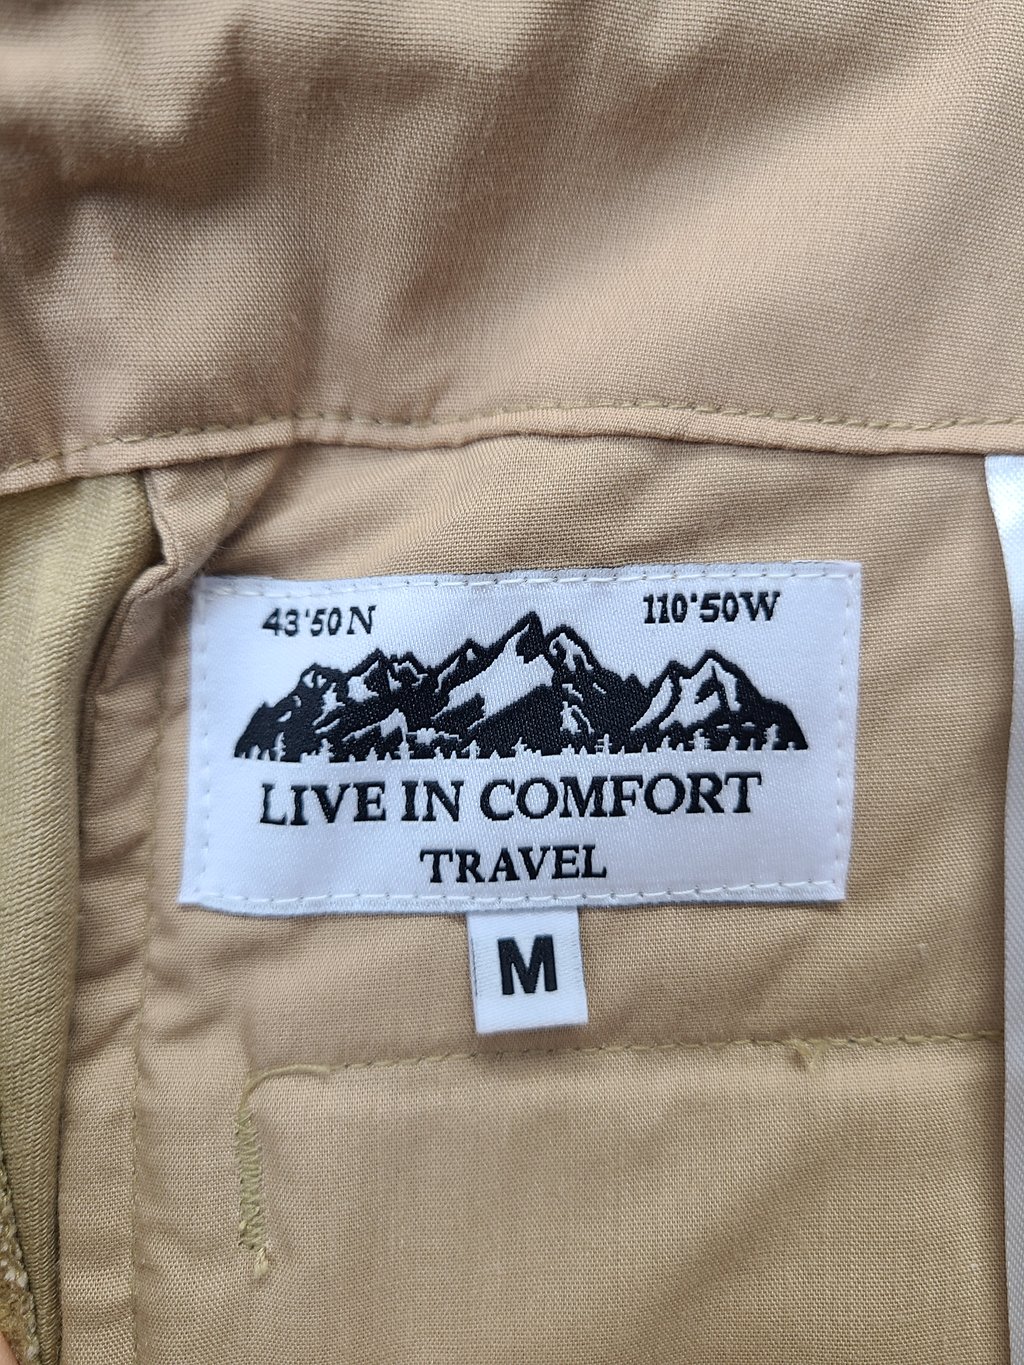 43'50N 110'50W
LIVE IN COMFORT
TRAVEL
M